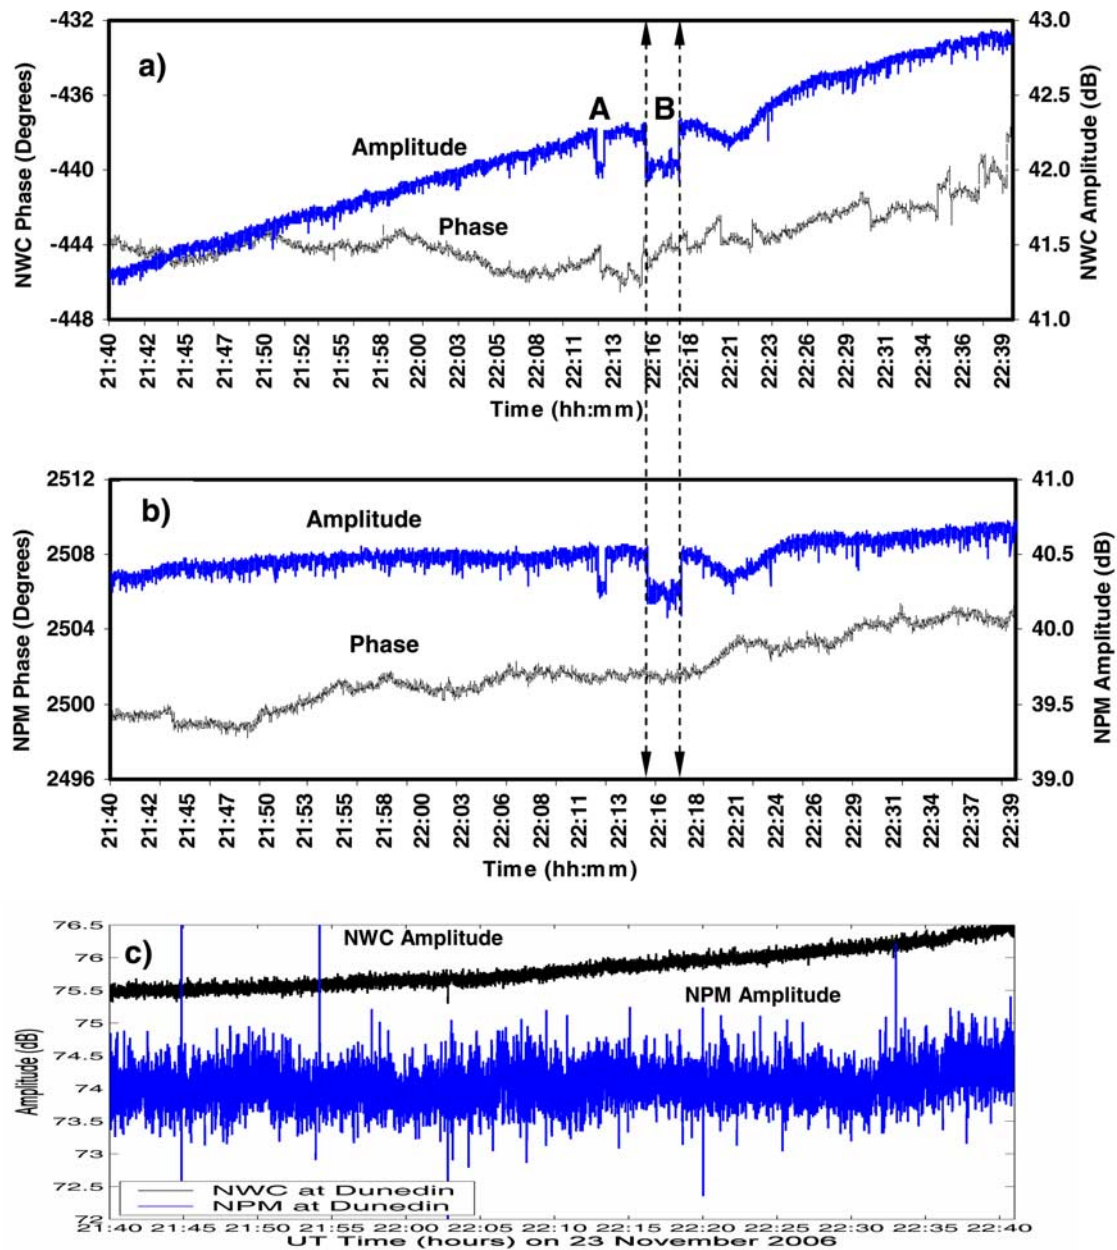 a)
NWC Phase (Degrees)
-432
-436
-440
-444
-448
NWC Amplitude (dB)
43.0
42.5
42.0
41.5
41.0
A
B
Amplitude
Phase
21:40 21:42 21:45 21:47 21:50 21:52 21:55 21:58 22:00 22:03 22:05 22:08 22:11 22:13 22:16 22:18 22:21 22:23 22:26 22:29 22:31 22:34 22:36 22:39
Time (hh:mm)
b)
NPM Phase (Degrees)
2512
2508
2504
2500
2496
NPM Amplitude (dB)
41.0
40.5
40.0
39.5
39.0
Amplitude
Phase
21:40 21:42 21:45 21:47 21:50 21:53 21:55 21:58 22:00 22:03 22:06 22:08 22:11 22:13 22:16 22:18 22:21 22:24 22:26 22:29 22:32 22:34 22:37 22:39
Time (hh:mm)
c)
Amplitude (dB)
76.5
76
75.5
75
74.5
74
73.5
73
72.5
72
NWC Amplitude
NPM Amplitude
NWC at Dunedin
NPM at Dunedin
21:40 21:45 21:50 21:55 22:00 22:05 22:10 22:15 22:20 22:25 22:30 22:35 22:40
UT Time (hours) on 23 November 2006